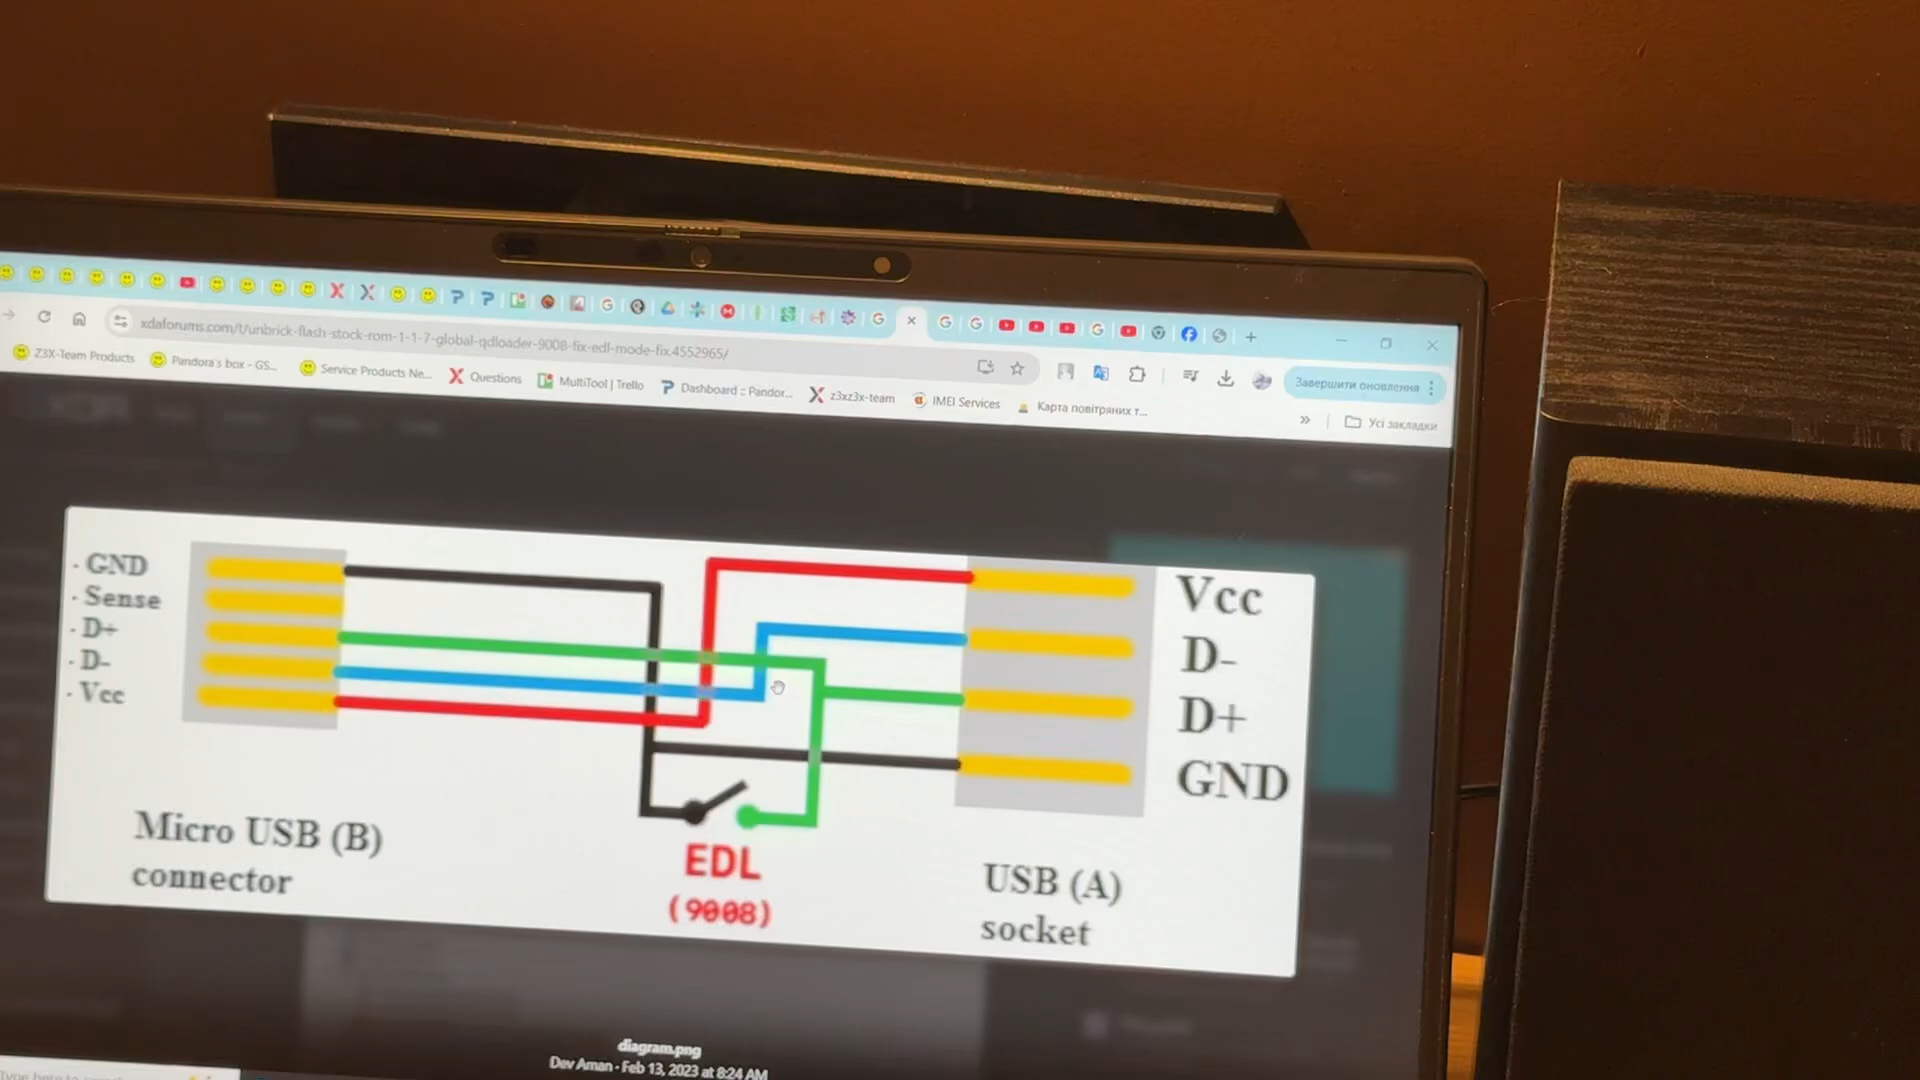 xdaforums.com/t/unbrick-flash-stock-rom-1-1-7-global-qdloader-9008-fix-edl-mode-fix.4552965/
Завершити оновлення
Z3X-Team Products
Pandora's box - GS...
Service Products Ne...
Questions
MultiTool | Trello
Dashboard :: Pandor...
z3xz3x-team
IMEI Services
Карта повітряних т...
»
Усі закладки
· GND
· Sense
· D+
· D-
· Vcc
Vcc
D-
D+
GND
Micro USB (B)
connector
EDL
(9008)
USB (A)
socket
diagram.png
Dev Aman · Feb 13, 2023 at 8:24 AM